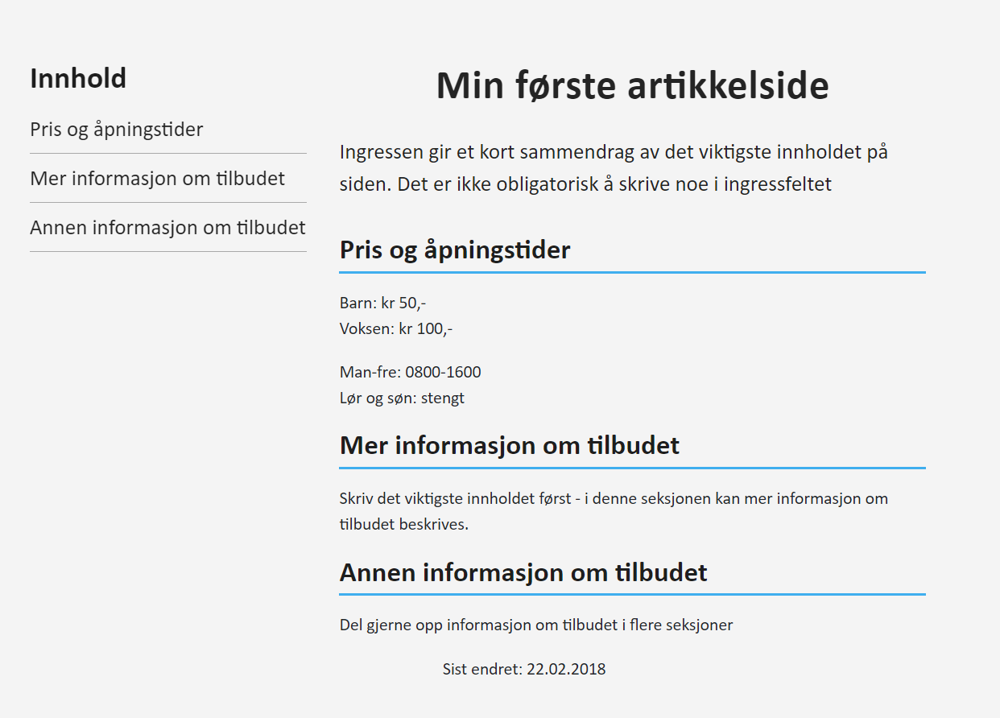 Innhold
Pris og åpningstider
Mer informasjon om tilbudet
Annen informasjon om tilbudet
Min første artikkelside
Ingressen gir et kort sammendrag av det viktigste innholdet på
siden. Det er ikke obligatorisk å skrive noe i ingressfeltet
Pris og åpningstider
Barn: kr 50,-
Voksen: kr 100,-
Man-fre: 0800-1600
Lør og søn: stengt
Mer informasjon om tilbudet
Skriv det viktigste innholdet først - i denne seksjonen kan mer informasjon om
tilbudet beskrives.
Annen informasjon om tilbudet
Del gjerne opp informasjon om tilbudet i flere seksjoner
Sist endret: 22.02.2018